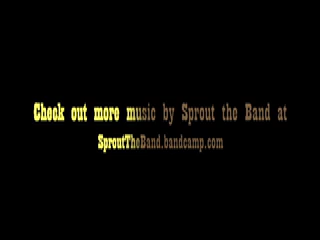 Check out more music by Sprout the Band at
SproutTheBand.bandcamp.com